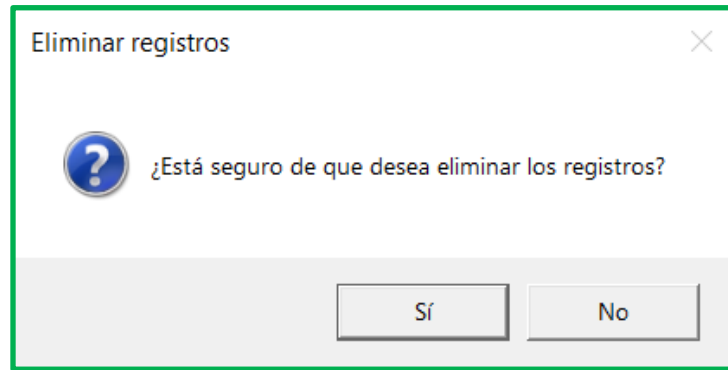 Eliminar registros
¿Está seguro de que desea eliminar los registros?
Sí No